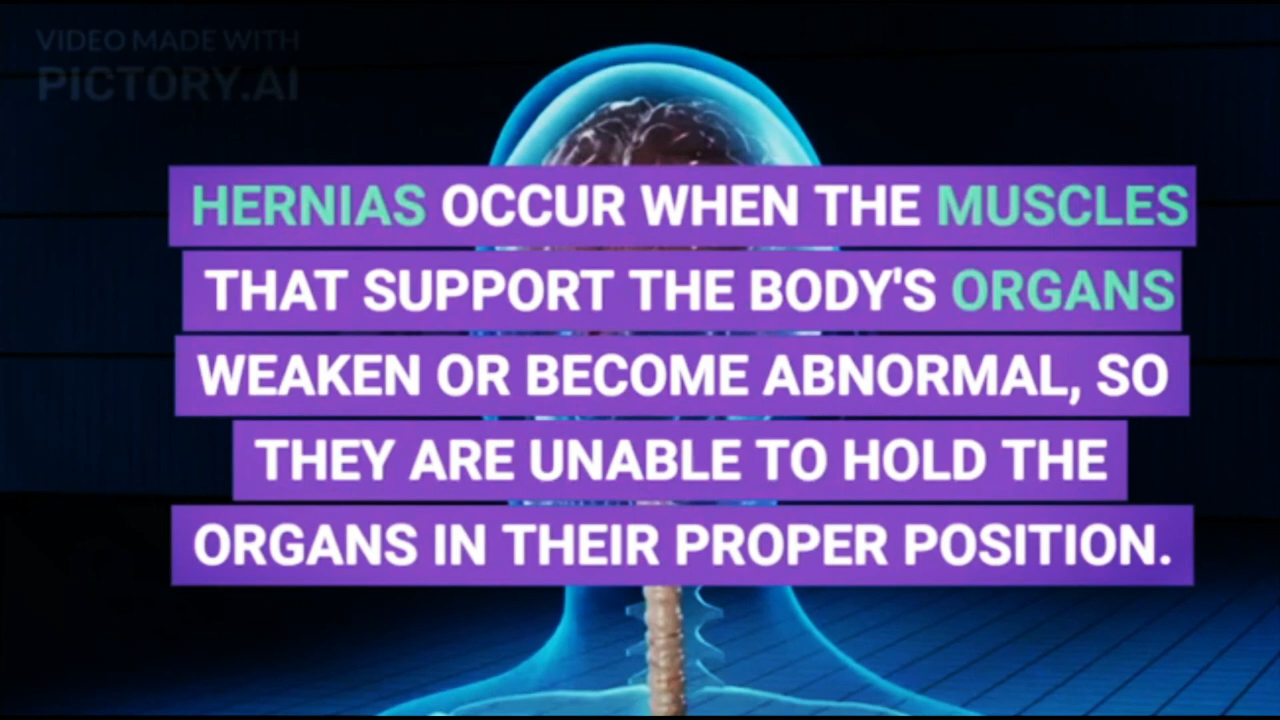 VIDEO MADE WITH
PICTORY.AI
HERNIAS OCCUR WHEN THE MUSCLES
THAT SUPPORT THE BODY'S ORGANS
WEAKEN OR BECOME ABNORMAL, SO
THEY ARE UNABLE TO HOLD THE
ORGANS IN THEIR PROPER POSITION.